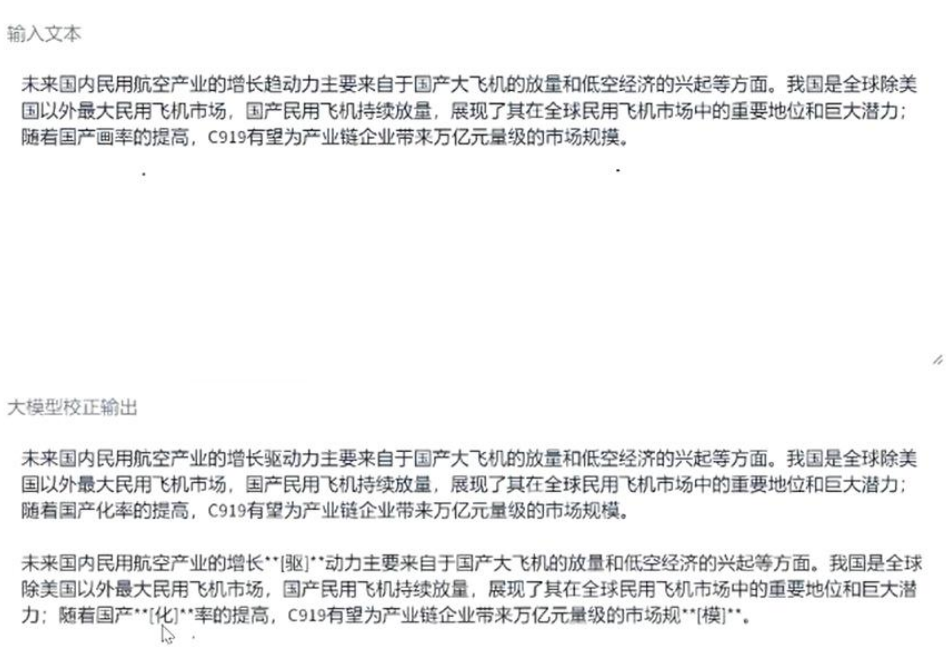 输入文本
未来国内民用航空产业的增长趋动力主要来自于国产大飞机的放量和低空经济的兴起等方面。我国是全球除美
国以外最大民用飞机市场，国产民用飞机持续放量，展现了其在全球民用飞机市场中的重要地位和巨大潜力；
随着国产画率的提高，C919有望为产业链企业带来万亿元量级的市场规摸。
大模型校正输出
未来国内民用航空产业的增长驱动力主要来自于国产大飞机的放量和低空经济的兴起等方面。我国是全球除美
国以外最大民用飞机市场，国产民用飞机持续放量，展现了其在全球民用飞机市场中的重要地位和巨大潜力；
随着国产化率的提高，C919有望为产业链企业带来万亿元量级的市场规模。
未来国内民用航空产业的增长**[驱]**动力主要来自于国产大飞机的放量和低空经济的兴起等方面。我国是全球
除美国以外最大民用飞机市场，国产民用飞机持续放量，展现了其在全球民用飞机市场中的重要地位和巨大潜
力；随着国产**[化]**率的提高，C919有望为产业链企业带来万亿元量级的市场规**[模]**。